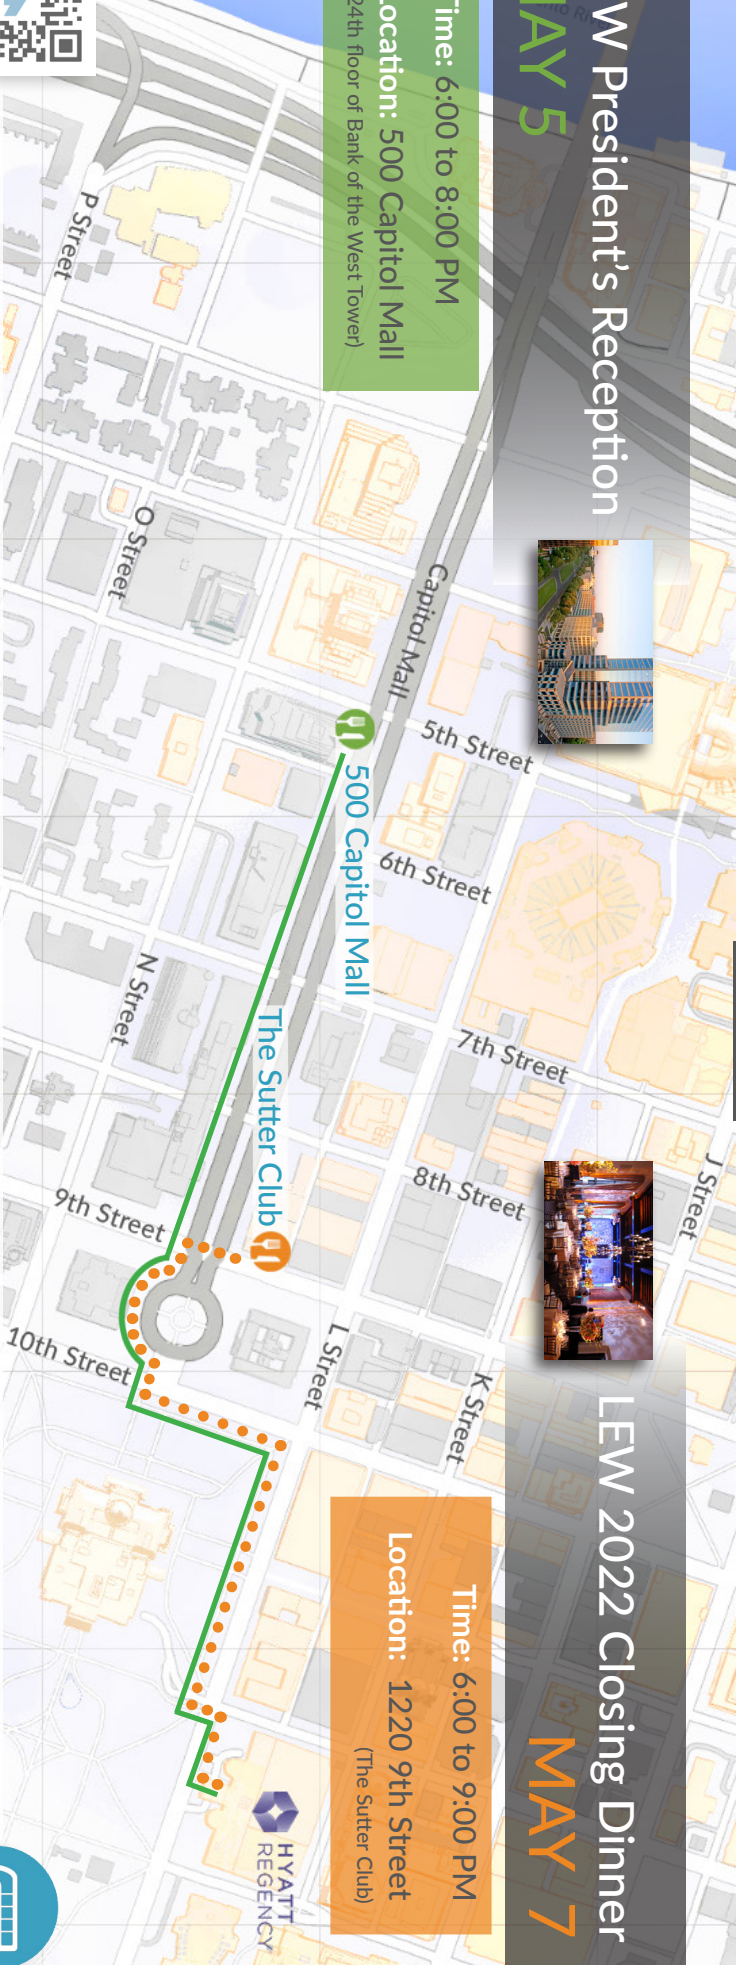 W President's Reception
AY 5
Time: 6:00 to 8:00 PM
Location: 500 Capitol Mall
24th floor of Bank of the West Tower)
LEW 2022 Closing Dinner
MAY 7
Time: 6:00 to 9:00 PM
Location: 1220 9th Street
(The Sutter Club)
J Street
K Street
L Street
Capitol Mall
N Street
O Street
P Street
5th Street
6th Street
7th Street
8th Street
9th Street
10th Street
500 Capitol Mall
The Sutter Club
HYATT
REGENCY